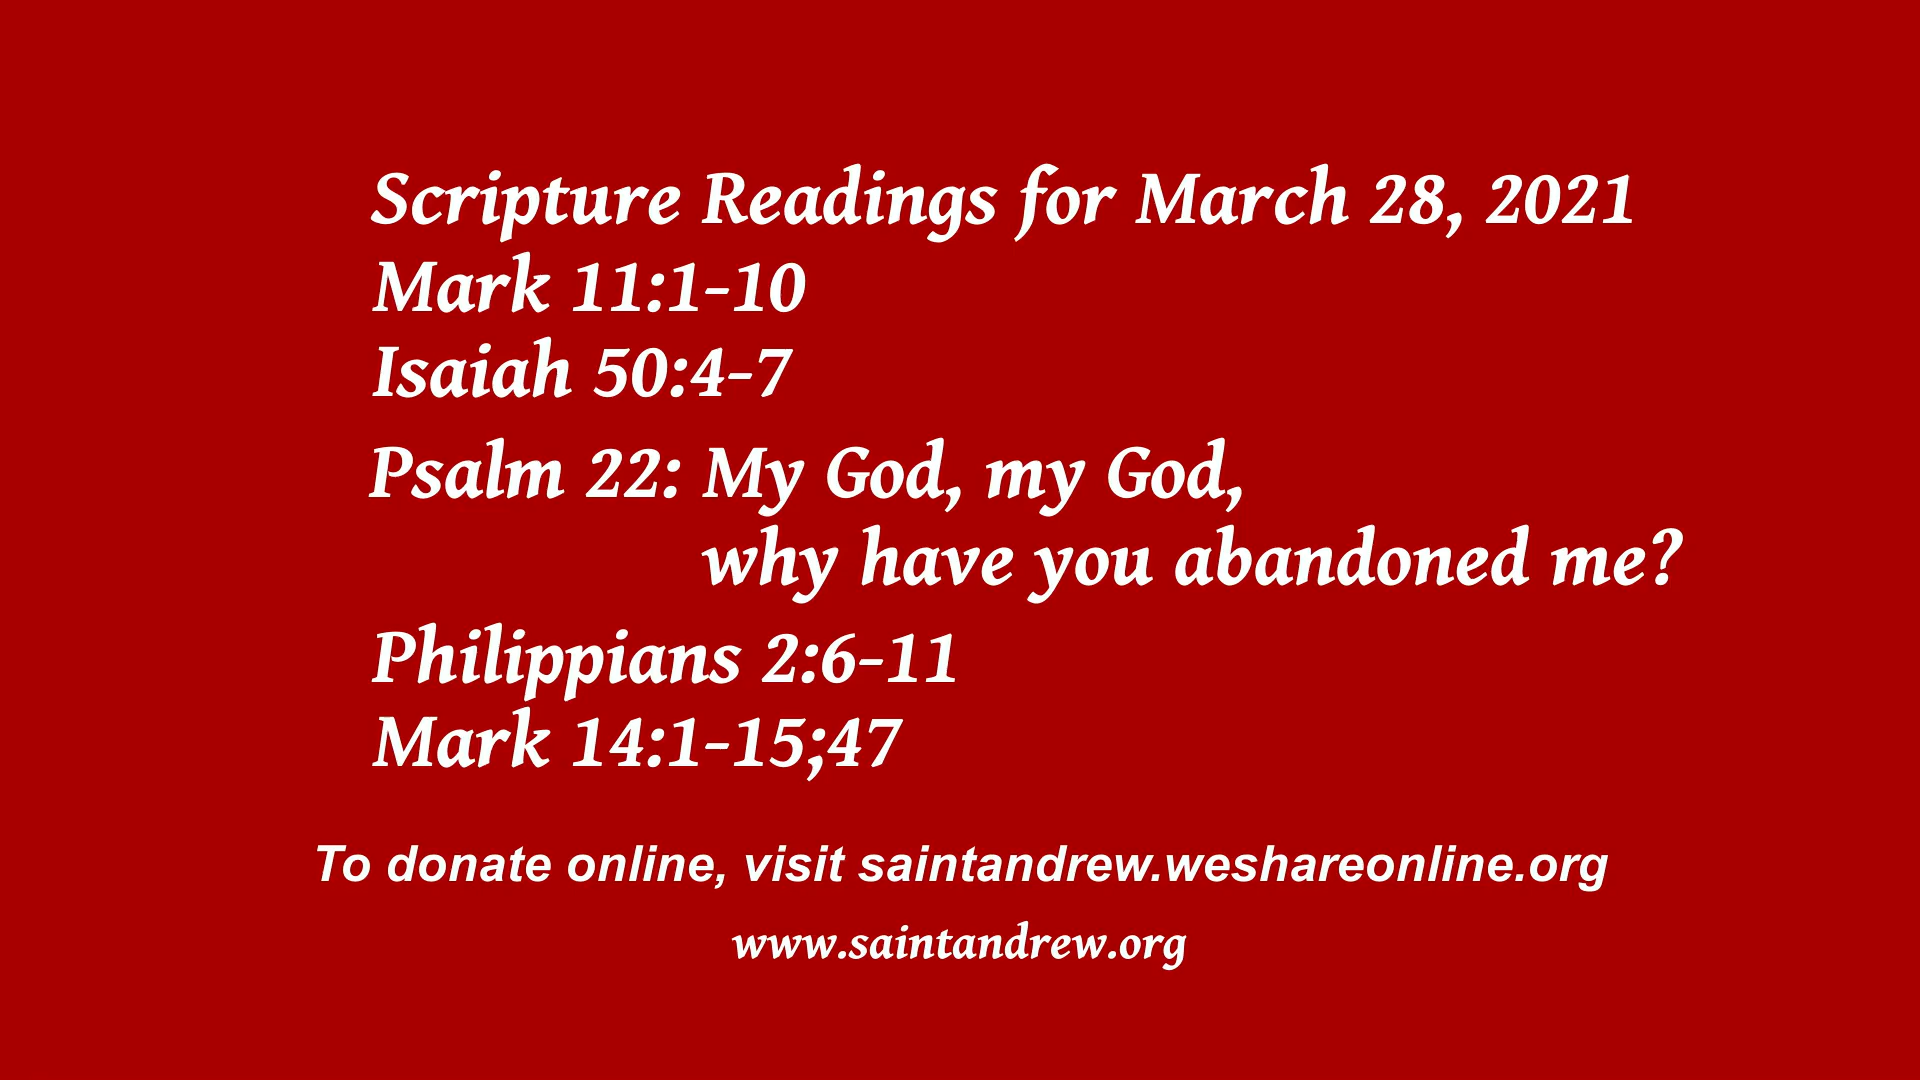 Scripture Readings for March 28, 2021
Mark 11:1-10
Isaiah 50:4-7
Psalm 22: My God, my God,
why have you abandoned me?
Philippians 2:6-11
Mark 14:1-15;47
To donate online, visit saintandrew.weshareonline.org
www.saintandrew.org